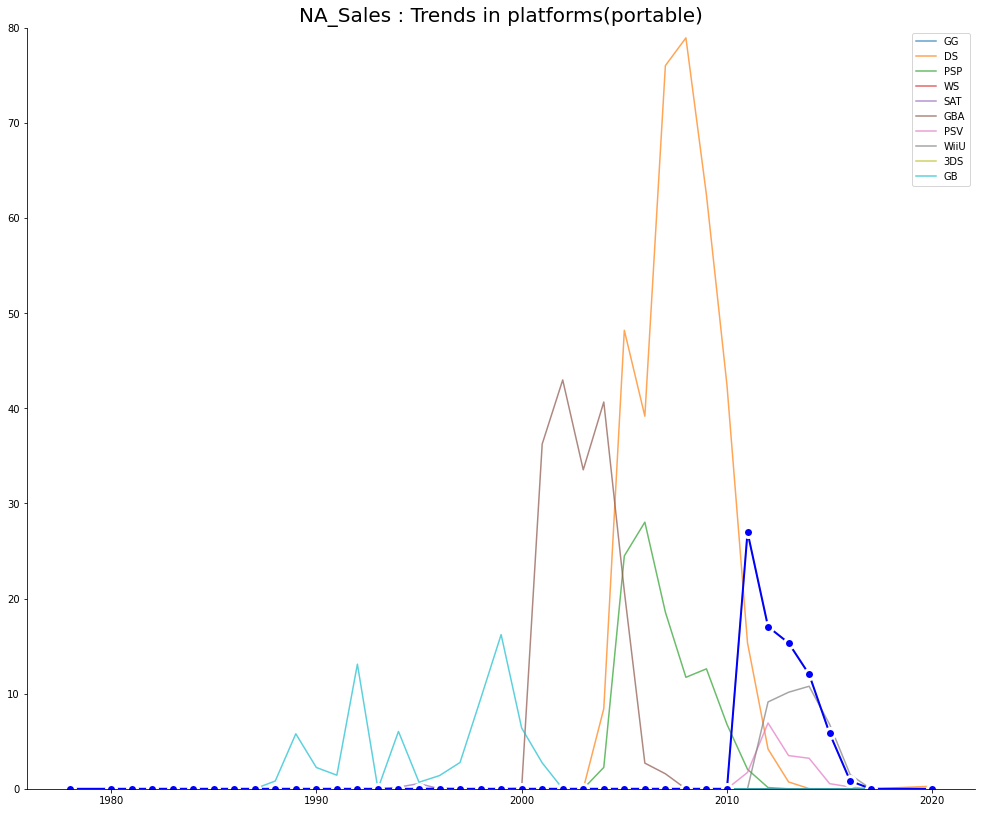 NA_Sales : Trends in platforms(portable)
80
70
60
50
40
30
20
10
0
1980
1990
2000
2010
2020
GG
DS
PSP
WS
SAT
GBA
PSV
WiiU
3DS
GB